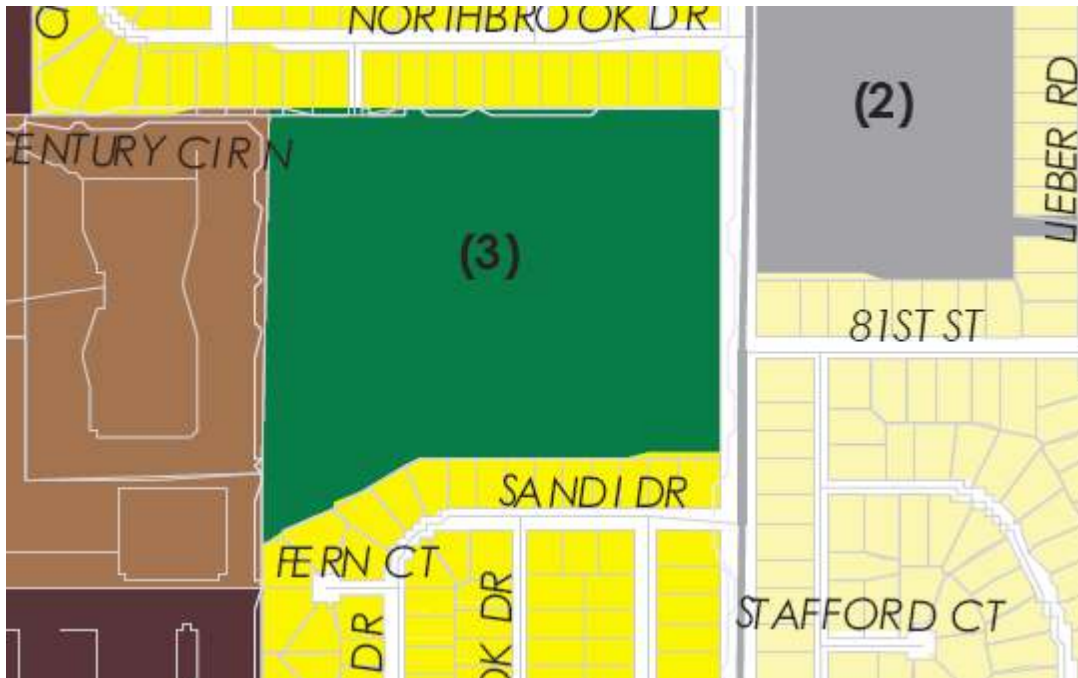 NORTHBROOK DR
(2)
LIEBER RD
CENTURY CIR N
(3)
81ST ST
SANDI DR
FERN CT
DR
OK DR
STAFFORD CT